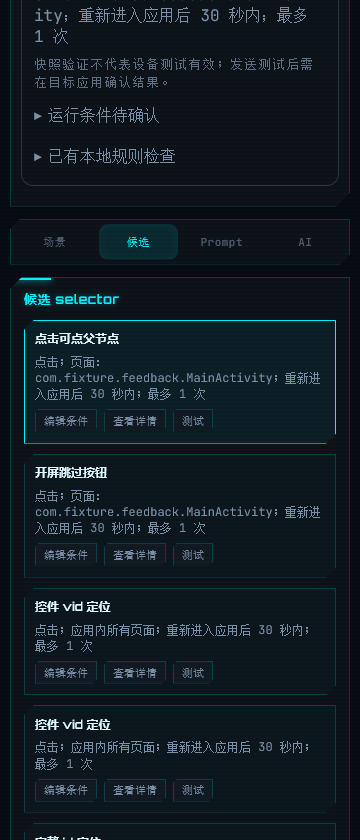 ity；重新进入应用后 30 秒内；最多
1 次
快照验证不代表设备测试有效；发送测试后需
在目标应用确认结果。
▶ 运行条件待确认
▶ 已有本地规则检查
场景 候选 Prompt AI
候选 selector
点击可点父节点
点击；页面：
com.fixture.feedback.MainActivity；重新进
入应用后 30 秒内；最多 1 次
编辑条件 查看详情 测试
开屏跳过按钮
点击；页面：
com.fixture.feedback.MainActivity；重新进
入应用后 30 秒内；最多 1 次
编辑条件 查看详情 测试
控件 vid 定位
点击；应用内所有页面；重新进入应用后 30 秒内；
最多 1 次
编辑条件 查看详情 测试
控件 vid 定位
点击；应用内所有页面；重新进入应用后 30 秒内；
最多 1 次
编辑条件 查看详情 测试